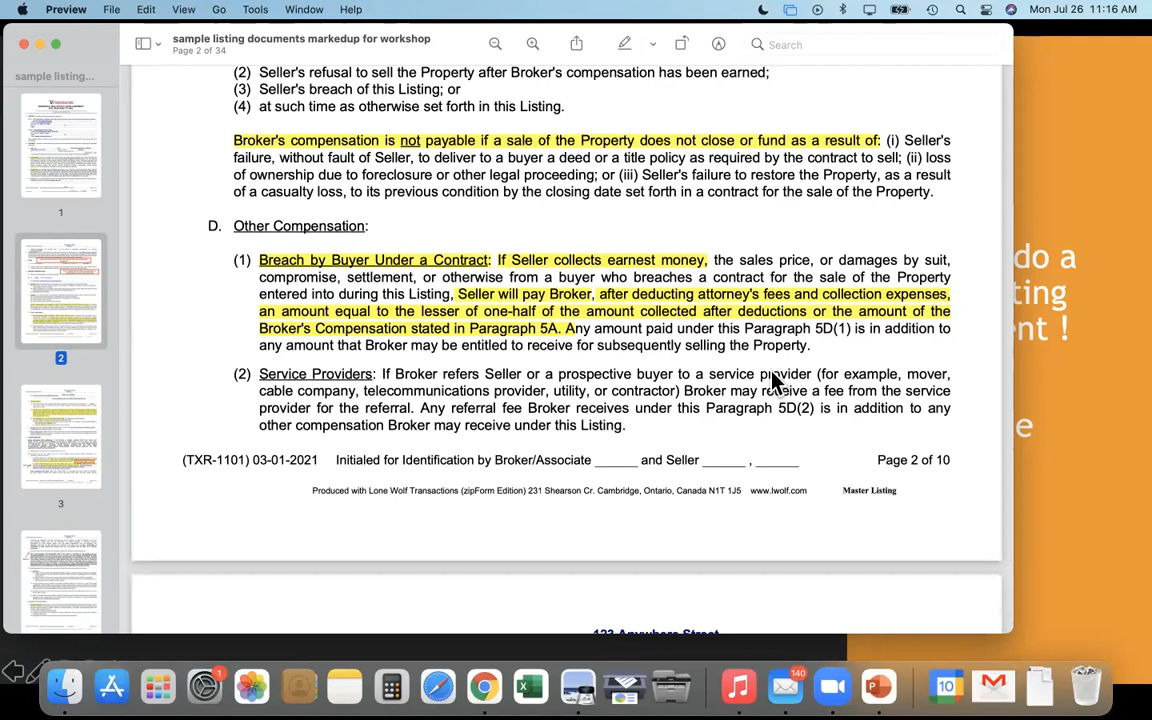 Preview File Edit View Go Tools Window Help Mon Jul 26 11:16 AM
sample listing documents markedup for workshop
Page 2 of 34
Search
sample listing...
1
2
3
(2) Seller's refusal to sell the Property after Broker's compensation has been earned;
(3) Seller's breach of this Listing; or
(4) at such time as otherwise set forth in this Listing.
Broker's compensation is not payable if a sale of the Property does not close or fund as a result of: (i) Seller's
failure, without fault of Seller, to deliver to a buyer a deed or a title policy as required by the contract to sell; (ii) loss
of ownership due to foreclosure or other legal proceeding; or (iii) Seller's failure to restore the Property, as a result
of a casualty loss, to its previous condition by the closing date set forth in a contract for the sale of the Property.
D. Other Compensation:
(1) Breach by Buyer Under a Contract: If Seller collects earnest money, the sales price, or damages by suit,
compromise, settlement, or otherwise from a buyer who breaches a contract for the sale of the Property
entered into during this Listing, Seller will pay Broker, after deducting attorney's fees and collection expenses,
an amount equal to the lesser of one-half of the amount collected after deductions or the amount of the
Broker's Compensation stated in Paragraph 5A. Any amount paid under this Paragraph 5D(1) is in addition to
any amount that Broker may be entitled to receive for subsequently selling the Property.
(2) Service Providers: If Broker refers Seller or a prospective buyer to a service provider (for example, mover,
cable company, telecommunications provider, utility, or contractor) Broker may receive a fee from the service
provider for the referral. Any referral fee Broker receives under this Paragraph 5D(2) is in addition to any
other compensation Broker may receive under this Listing.
(TXR-1101) 03-01-2021 Initialed for Identification by Broker/Associate ______ and Seller ______ , ______ Page 2 of 10
Produced with Lone Wolf Transactions (zipForm Edition) 231 Shearson Cr. Cambridge, Ontario, Canada N1T 1J5 www.lwolf.com Master Listing
123 Anywhere Street
do a
ting
nt !
e
1
140
10